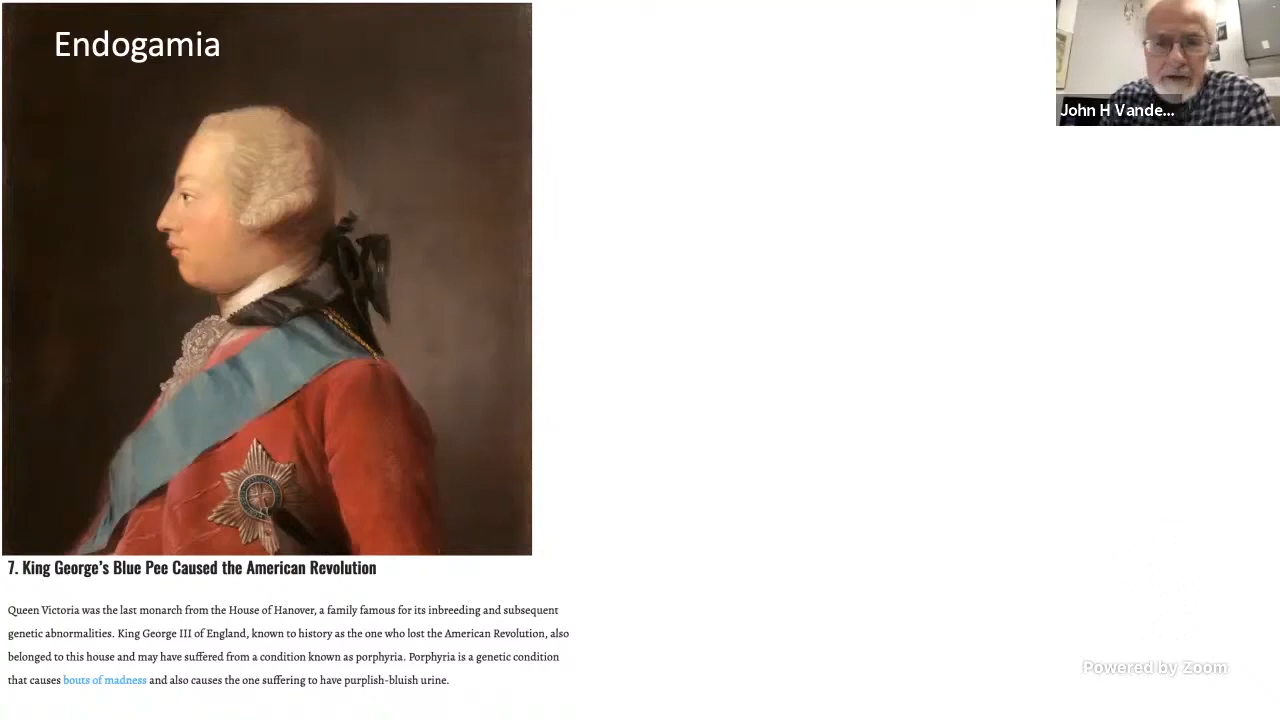 Endogamia
John H Vande...
7. King George's Blue Pee Caused the American Revolution
Queen Victoria was the last monarch from the House of Hanover, a family famous for its inbreeding and subsequent
genetic abnormalities. King George III of England, known to history as the one who lost the American Revolution, also
belonged to this house and may have suffered from a condition known as porphyria. Porphyria is a genetic condition
that causes bouts of madness and also causes the one suffering to have purplish-bluish urine.
Powered by Zoom